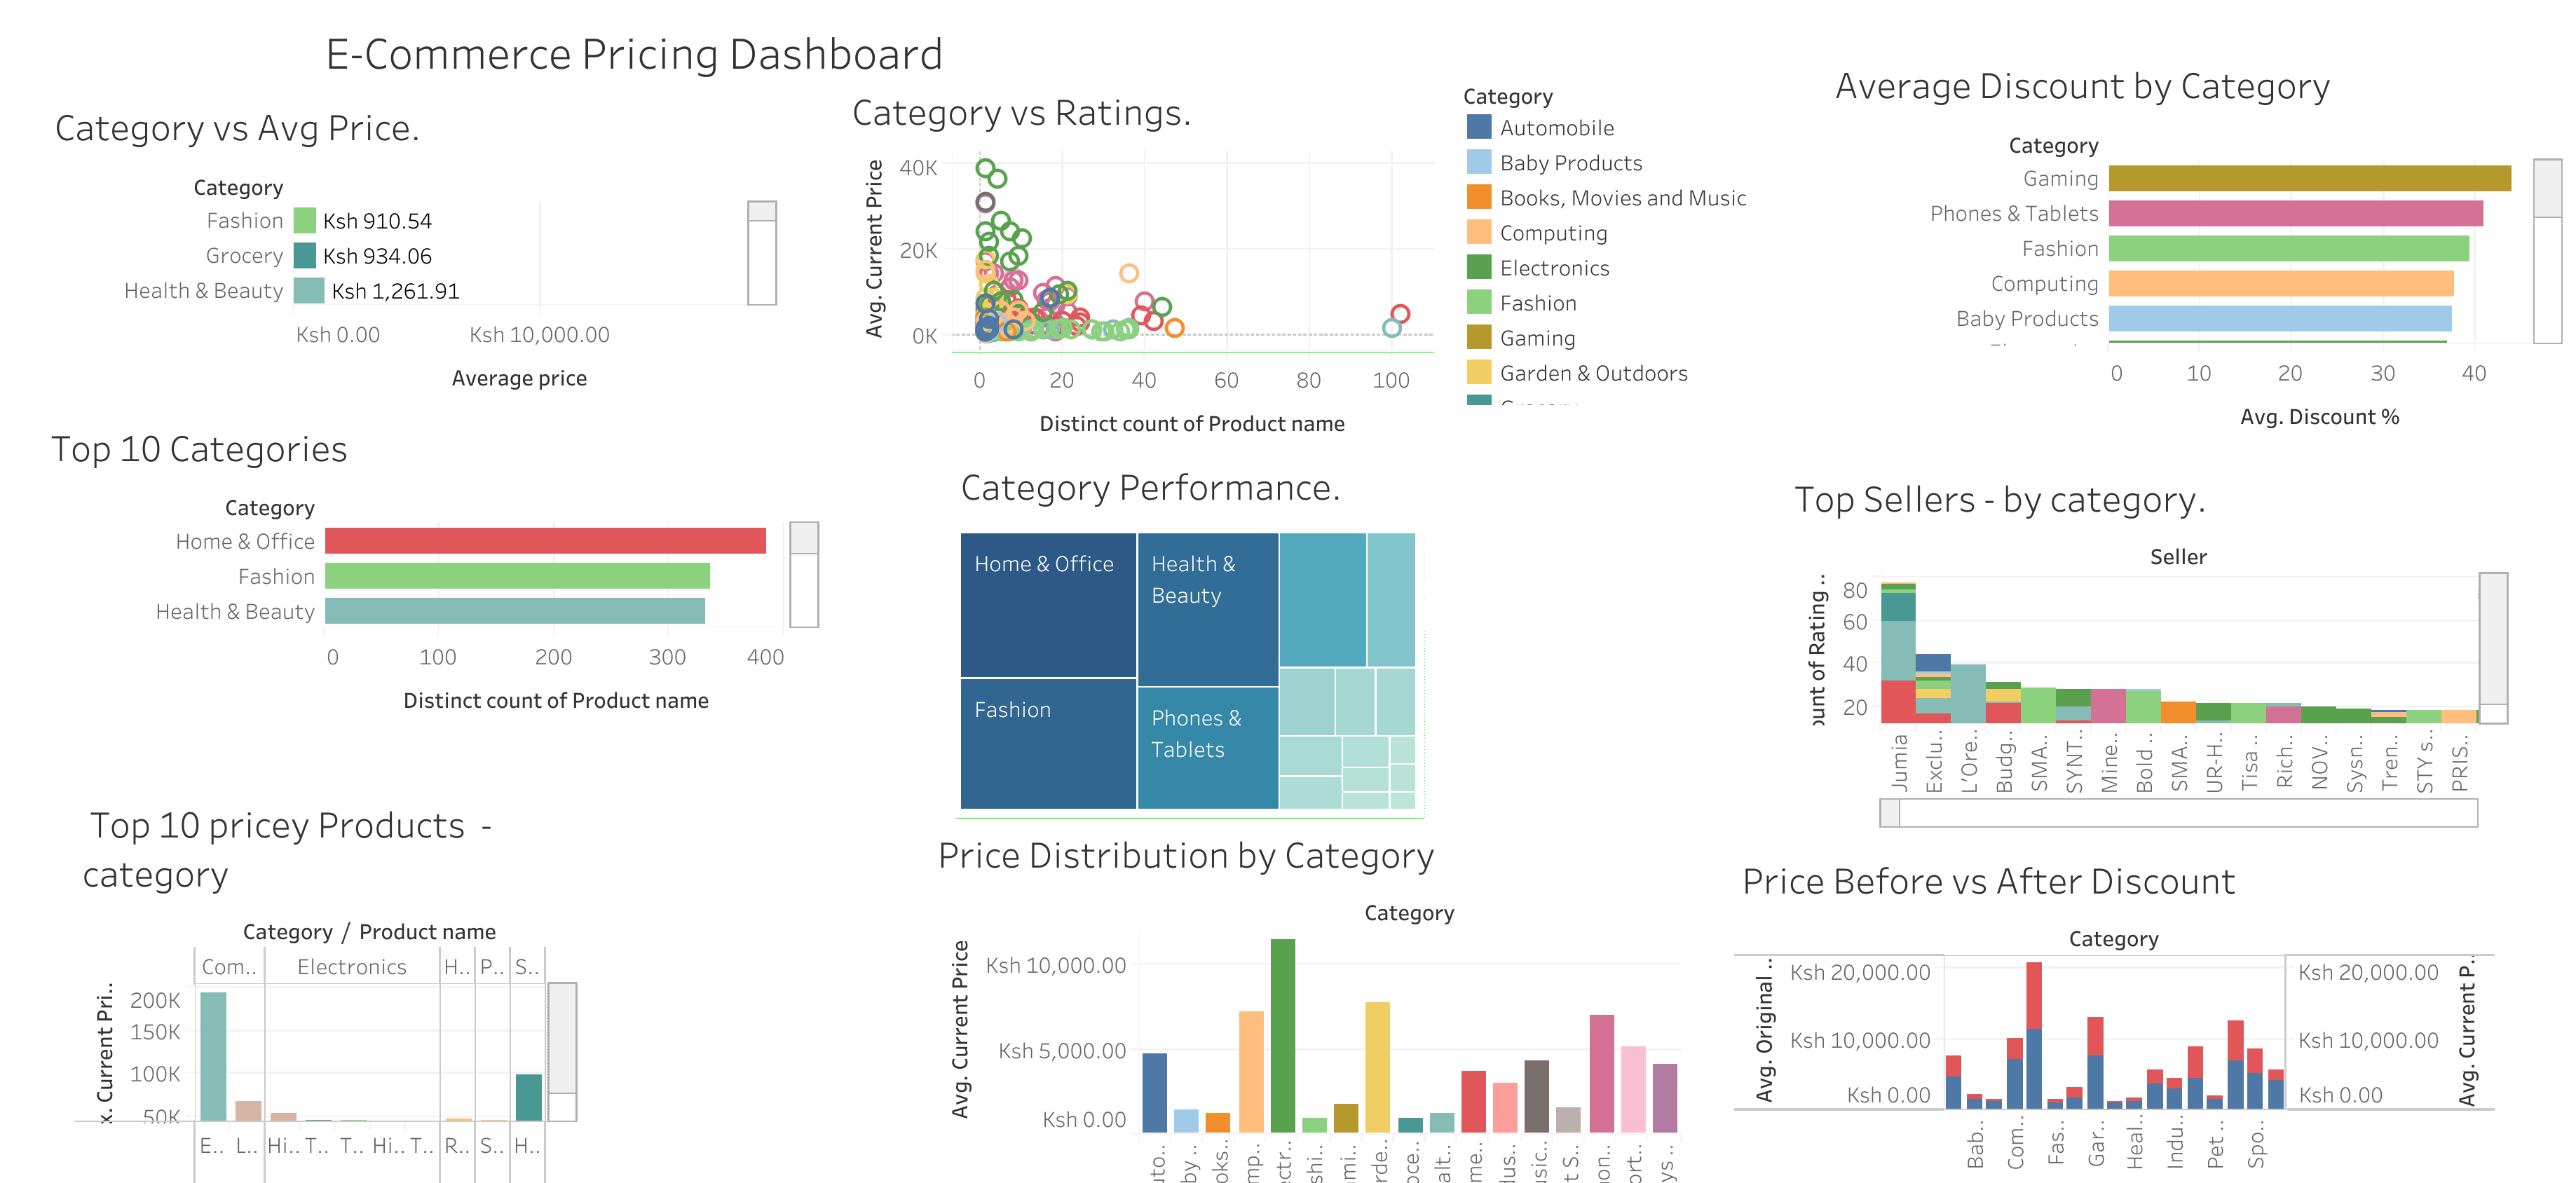 E-Commerce Pricing Dashboard
Category vs Avg Price.
Category
Fashion
Ksh 910.54
Grocery
Ksh 934.06
Health & Beauty
Ksh 1,261.91
Ksh 0.00
Ksh 10,000.00
Average price
Category vs Ratings.
Avg. Current Price
40K
20K
0K
0
20
40
60
80
100
Distinct count of Product name
Category
Automobile
Baby Products
Books, Movies and Music
Computing
Electronics
Fashion
Gaming
Garden & Outdoors
Average Discount by Category
Category
Gaming
Phones & Tablets
Fashion
Computing
Baby Products
0
10
20
30
40
Avg. Discount %
Top 10 Categories
Category
Home & Office
Fashion
Health & Beauty
0
100
200
300
400
Distinct count of Product name
Category Performance.
Home & Office
Health &
Beauty
Fashion
Phones &
Tablets
Top Sellers - by category.
Seller
ount of Rating ..
80
60
40
20
Jumia
Exclu..
L'Ore..
Budg..
SMA..
SYNT..
Mine..
Bold ..
SMA..
UR-H..
Tisa ..
Rich..
NOV..
Sysn..
Tren..
STY s..
PRIS..
Top 10 pricey Products -
category
Category / Product name
Com..
Electronics
H..
P..
S..
x. Current Pri..
200K
150K
100K
50K
E..
L..
Hi..
T..
T..
Hi..
T..
R..
S..
H..
Price Distribution by Category
Category
Avg. Current Price
Ksh 10,000.00
Ksh 5,000.00
Ksh 0.00
uto..
by ..
oks..
mp..
ectr..
shi..
mi..
rde..
oce..
alt..
me..
dus..
usic..
t S..
on..
ort..
ys ..
Price Before vs After Discount
Category
Avg. Original ..
Ksh 20,000.00
Ksh 10,000.00
Ksh 0.00
Ksh 20,000.00
Ksh 10,000.00
Ksh 0.00
Avg. Current P..
Bab..
Com..
Fas..
Gar..
Heal..
Indu..
Pet ..
Spo..